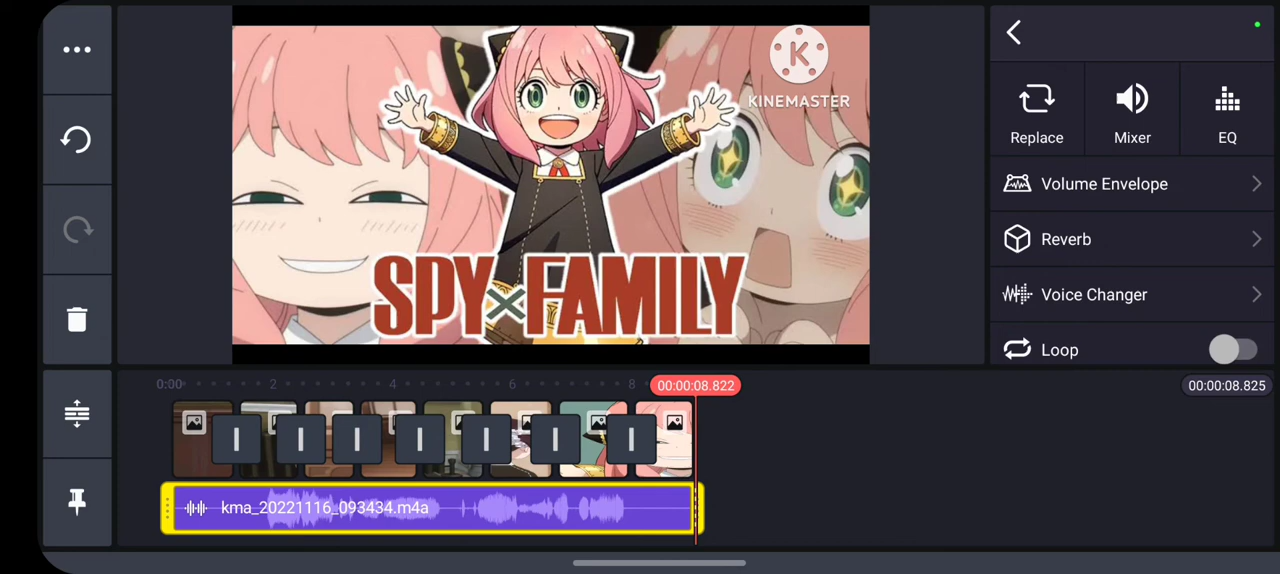 K
KINEMASTER
SPY×FAMILY
Replace
Mixer
EQ
Volume Envelope
Reverb
Voice Changer
Loop
0:00
2
4
6
8
00:00:08.822
00:00:08.825
kma_20221116_093434.m4a